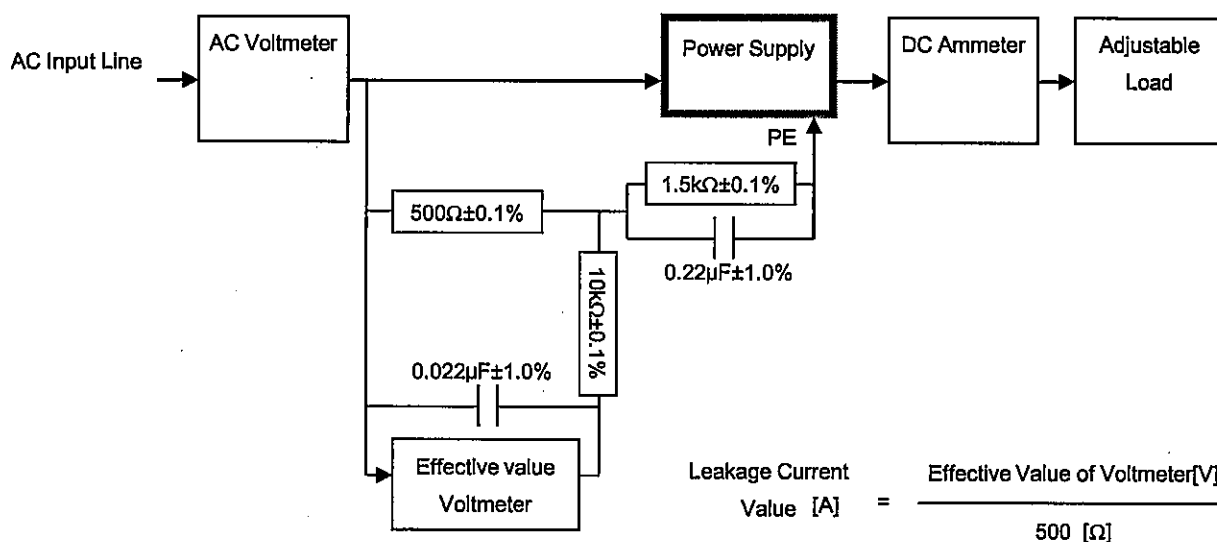 AC Input Line
AC Voltmeter
Power Supply
DC Ammeter
Adjustable
Load
PE
500Ω±0.1%
1.5kΩ±0.1%
0.22µF±1.0%
10kΩ±0.1%
0.022µF±1.0%
Effective value
Voltmeter
Leakage Current
Value [A]
=
Effective Value of Voltmeter[V]
500 [Ω]